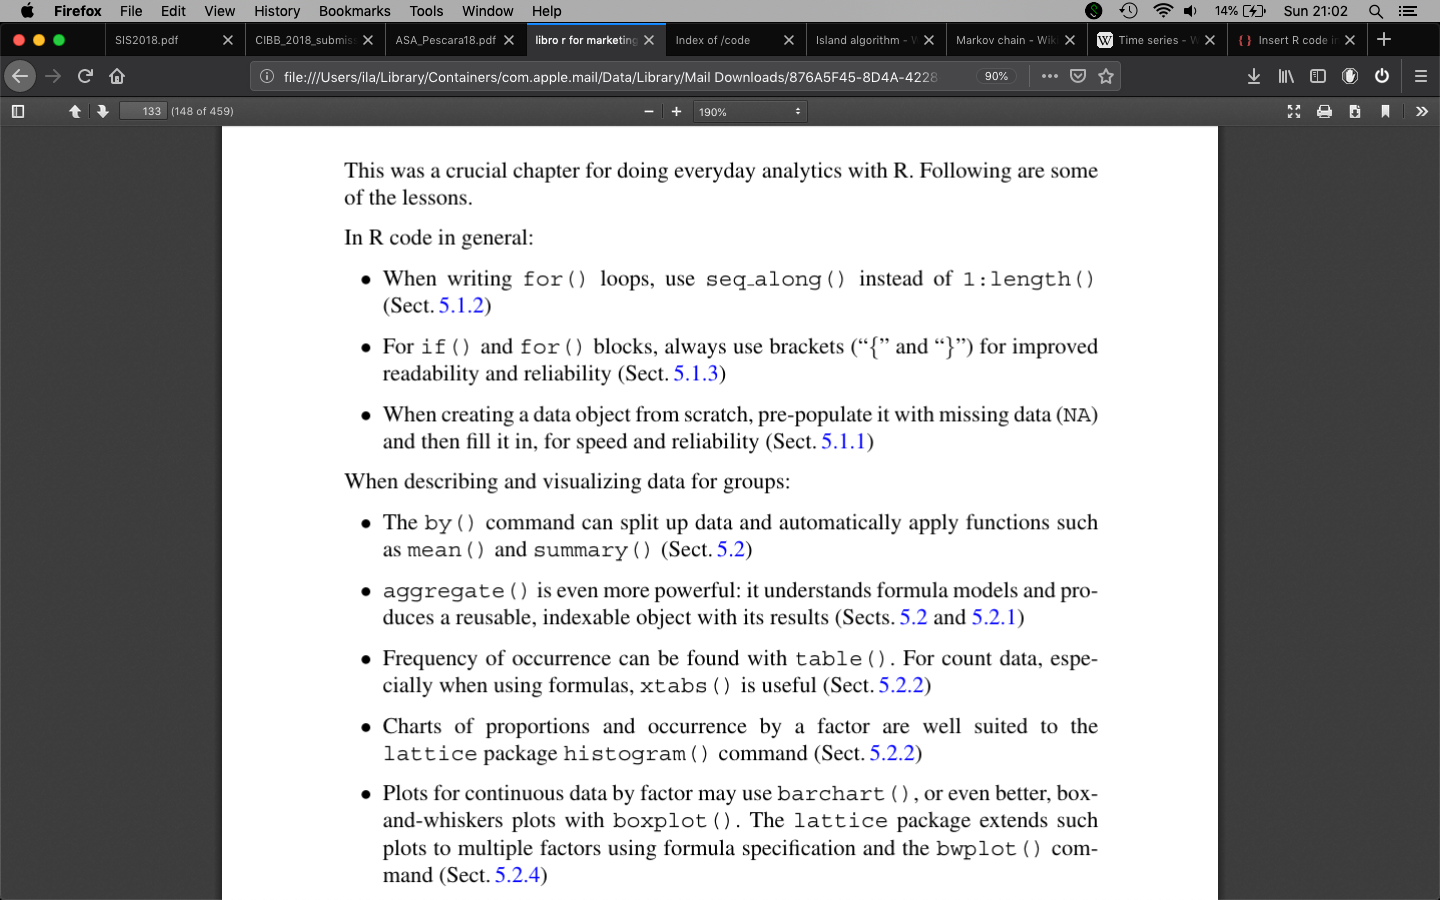 Firefox File Edit View History Bookmarks Tools Window Help 14% Sun 21:02
SIS2018.pdf CIBB_2018_submis ASA_Pescara18.pdf libro r for marketing Index of /code Island algorithm - W Markov chain - Wiki W Time series - W Insert R code in
file:///Users/ila/Library/Containers/com.apple.mail/Data/Library/Mail Downloads/876A5F45-8D4A-4228 90%
133 (148 of 459) 190%
This was a crucial chapter for doing everyday analytics with R. Following are some
of the lessons.
In R code in general:
• When writing for() loops, use seq_along() instead of 1:length()
(Sect. 5.1.2)
• For if() and for() blocks, always use brackets (“{” and “}”) for improved
readability and reliability (Sect. 5.1.3)
• When creating a data object from scratch, pre-populate it with missing data (NA)
and then fill it in, for speed and reliability (Sect. 5.1.1)
When describing and visualizing data for groups:
• The by() command can split up data and automatically apply functions such
as mean() and summary() (Sect. 5.2)
• aggregate() is even more powerful: it understands formula models and pro-
duces a reusable, indexable object with its results (Sects. 5.2 and 5.2.1)
• Frequency of occurrence can be found with table(). For count data, espe-
cially when using formulas, xtabs() is useful (Sect. 5.2.2)
• Charts of proportions and occurrence by a factor are well suited to the
lattice package histogram() command (Sect. 5.2.2)
• Plots for continuous data by factor may use barchart(), or even better, box-
and-whiskers plots with boxplot(). The lattice package extends such
plots to multiple factors using formula specification and the bwplot() com-
mand (Sect. 5.2.4)